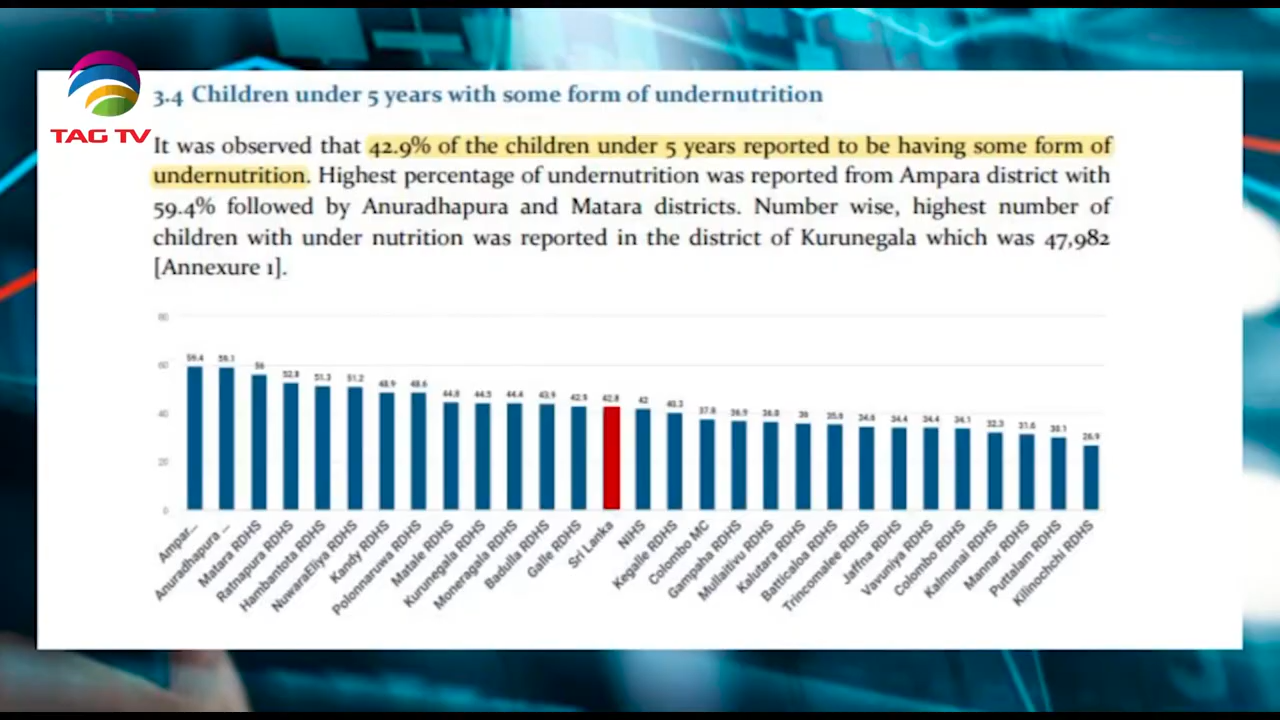 TAG TV
3.4 Children under 5 years with some form of undernutrition
It was observed that 42.9% of the children under 5 years reported to be having some form of
undernutrition. Highest percentage of undernutrition was reported from Ampara district with
59.4% followed by Anuradhapura and Matara districts. Number wise, highest number of
children with under nutrition was reported in the district of Kurunegala which was 47,982
[Annexure 1].
80
60
40
20
0
59.4 59.1 56 52.8 51.3 51.2 48.9 48.6 44.8 44.5 44.4 43.9 42.9 42.8 42 40.3 37.8 36.9 36.8 36 35.6 34.6 34.4 34.4 34.1 32.3 31.6 30.1 26.9
Ampar...
Anuradhapura ...
Matara RDHS
Ratnapura RDHS
Hambantota RDHS
NuwaraEliya RDHS
Kandy RDHS
Polonnaruwa RDHS
Matale RDHS
Kurunegala RDHS
Moneragala RDHS
Badulla RDHS
Galle RDHS
Sri Lanka
NIHS
Kegalle RDHS
Colombo MC
Gampaha RDHS
Mullaitivu RDHS
Kalutara RDHS
Batticaloa RDHS
Trincomalee RDHS
Jaffna RDHS
Vavuniya RDHS
Colombo RDHS
Kalmunai RDHS
Mannar RDHS
Puttalam RDHS
Kilinochchi RDHS